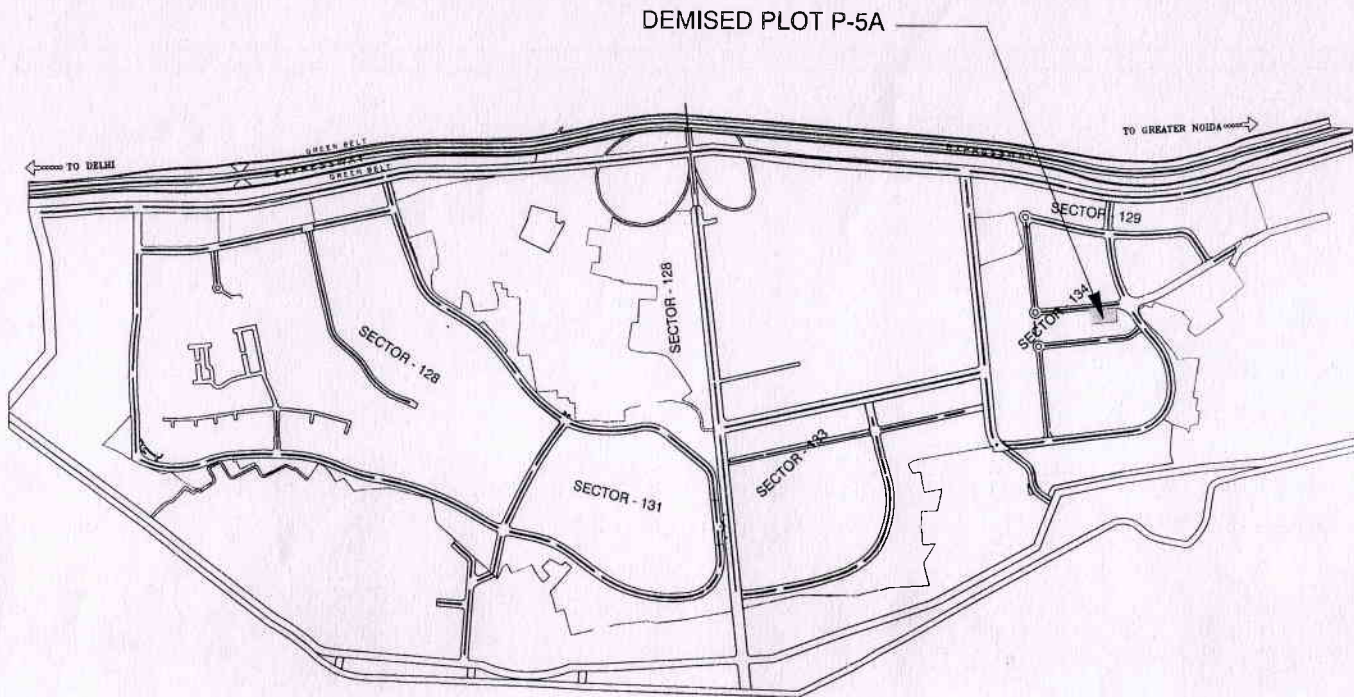 DEMISED PLOT P-5A
TO GREATER NOIDA
GREEN BELT
EXPRESSWAY
TO DELHI
EXPRESSWAY
GREEN BELT
SECTOR - 129
SECTOR - 128
SECTOR - 134
SECTOR - 128
SECTOR - 133
SECTOR - 131